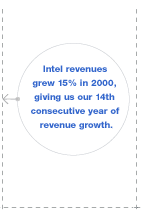 Intel revenues
grew 15% in 2000,
giving us our 14th
consecutive year of
revenue growth.